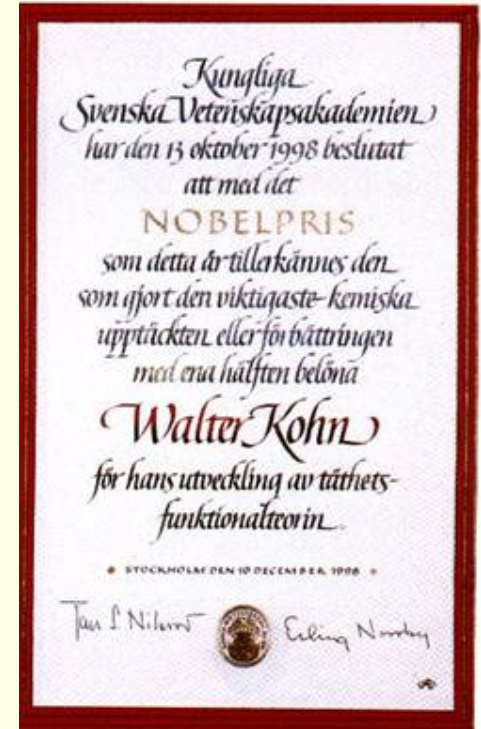 Kungliga
Svenska Vetenskapsakademien
har den 13 oktober 1998 beslutat
att med det
NOBELPRIS
som detta år tillerkännes den
som gjort den viktigaste kemiska
upptäckten eller förbättringen
med ena hälften belöna
Walter Kohn
för hans utveckling av täthets-
funktionalteorin
STOCKHOLM DEN 10 DECEMBER 1998
Erling Norrby